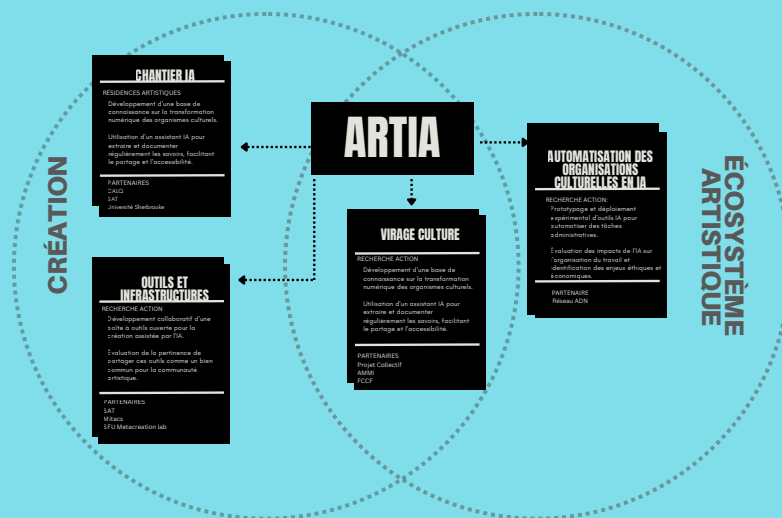 CRÉATION
ÉCOSYSTÈME
ARTISTIQUE
ARTIA
CHANTIER IA
RÉSIDENCES ARTISTIQUES
Développement d'une base de
connaissance sur la transformation
numérique des organismes culturels.
Utilisation d'un assistant IA pour
extraire et documenter
régulièrement les savoirs, facilitant
le partage et l'accessibilité.
PARTENAIRES
CALQ
SAT
Université Sherbrooke
OUTILS ET
INFRASTRUCTURES
RECHERCHE ACTION
Développement collaboratif d'une
boîte à outils ouverte pour la
création assistée par l'IA.
Évaluation de la pertinence de
partager ces outils comme un bien
commun pour la communauté
artistique.
PARTENAIRES
SAT
Mitacs
SFU Metacreation lab
VIRAGE CULTURE
RECHERCHE ACTION
Développement d'une base de
connaissance sur la transformation
numérique des organismes culturels.
Utilisation d'un assistant IA pour
extraire et documenter
régulièrement les savoirs, facilitant
le partage et l'accessibilité.
PARTENAIRES
Projet Collectif
AMMI
FCCF
AUTOMATISATION DES
ORGANISATIONS
CULTURELLES EN IA
RECHERCHE ACTION:
Prototypage et déploiement
expérimental d'outils IA pour
automatiser des tâches
administratives.
Évaluation des impacts de l'IA sur
l'organisation du travail et
identification des enjeux éthiques et
économiques.
PARTENAIRE
Réseau ADN